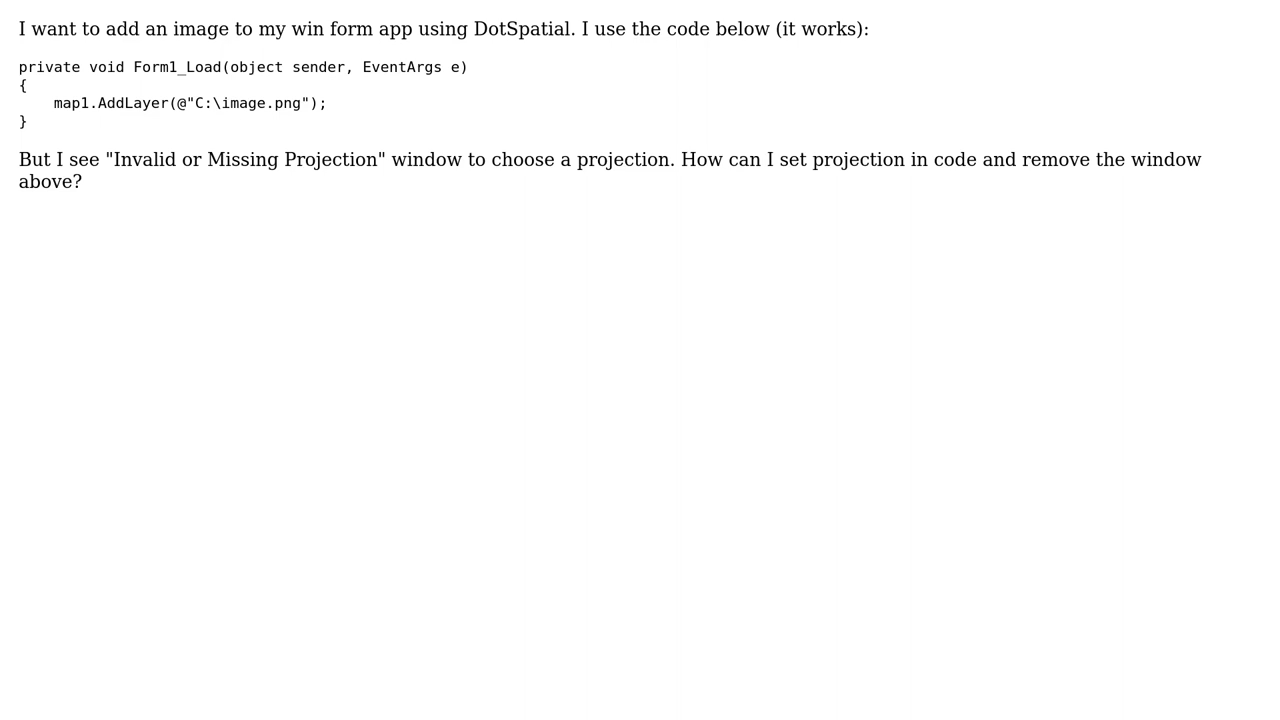 I want to add an image to my win form app using DotSpatial. I use the code below (it works):
private void Form1_Load(object sender, EventArgs e)
{
    map1.AddLayer(@"C:\image.png");
}
But I see "Invalid or Missing Projection" window to choose a projection. How can I set projection in code and remove the window
above?